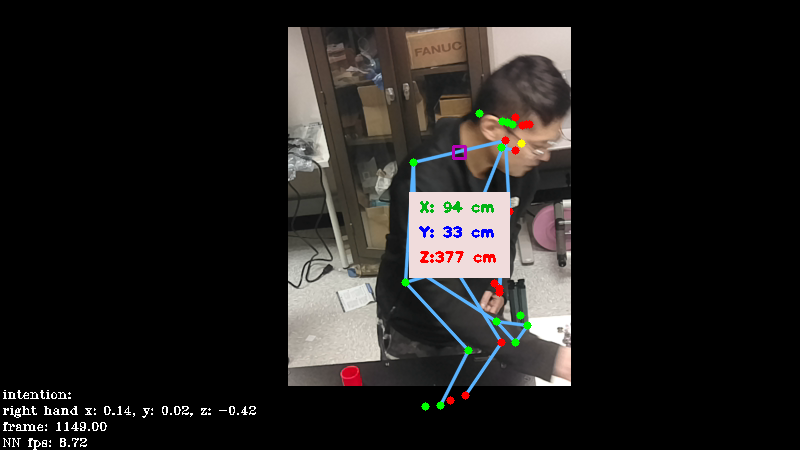 FANUC
X: 94 cm
Y: 33 cm
Z:377 cm
intention:
right hand x: 0.14, y: 0.02, z: -0.42
frame: 1149.00
NN fps: 8.72